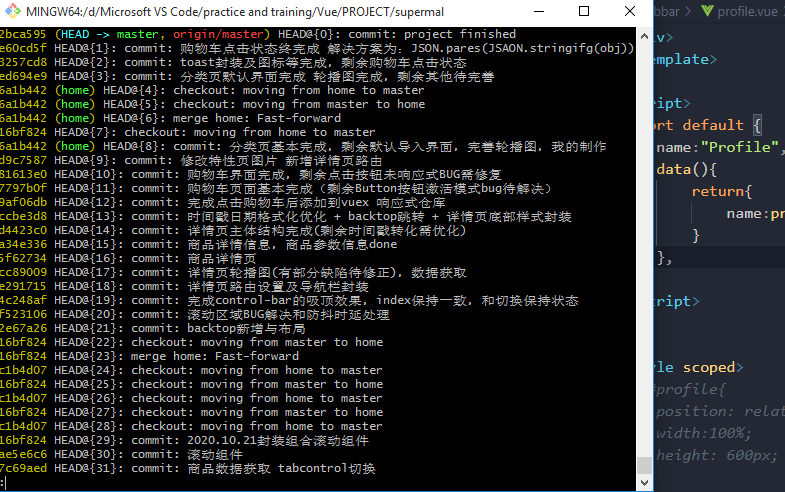 MINGW64:/d/Microsoft VS Code/practice and training/Vue/PROJECT/supermal
2bca595 (HEAD -> master, origin/master) HEAD@{0}: commit: project finished
e60cd5f HEAD@{1}: commit: 购物车点击状态终完成 解决方案为: JSON.pares(JSAON.stringifg(obj))
3257cd8 HEAD@{2}: commit: toast封装及图标等完成，剩余购物车点击状态
ed694e9 HEAD@{3}: commit: 分类页默认界面完成 轮播图完成，剩余其他待完善
6a1b442 (home) HEAD@{4}: checkout: moving from home to master
6a1b442 (home) HEAD@{5}: checkout: moving from master to home
6a1b442 (home) HEAD@{6}: merge home: Fast-forward
16bf824 HEAD@{7}: checkout: moving from home to master
6a1b442 (home) HEAD@{8}: commit: 分类页基本完成，剩余默认导入界面，完善轮播图，我的制作
d9c7587 HEAD@{9}: commit: 修改特性页图片 新增详情页路由
81613e0 HEAD@{10}: commit: 购物车界面完成，剩余点击按钮未响应式BUG需修复
7797b0f HEAD@{11}: commit: 购物车页面基本完成（剩余Button按钮激活模式bug待解决）
9af06db HEAD@{12}: commit: 完成点击购物车后添加到vuex 响应式仓库
ccbe3d8 HEAD@{13}: commit: 时间戳日期格式化优化 + backtop跳转 + 详情页底部样式封装
d4423c0 HEAD@{14}: commit: 详情页主体结构完成(剩余时间戳转化需优化)
a34e336 HEAD@{15}: commit: 商品详情信息，商品参数信息done
5f62734 HEAD@{16}: commit: 商品详情页
cc89009 HEAD@{17}: commit: 详情页轮播图(有部分缺陷待修正)，数据获取
e291715 HEAD@{18}: commit: 详情页路由设置及导航栏封装
4c248af HEAD@{19}: commit: 完成control-bar的吸顶效果，index保持一致，和切换保持状态
f523106 HEAD@{20}: commit: 滚动区域BUG解决和防抖时延处理
2e67a26 HEAD@{21}: commit: backtop新增与布局
16bf824 HEAD@{22}: checkout: moving from master to home
16bf824 HEAD@{23}: merge home: Fast-forward
c1b4d07 HEAD@{24}: checkout: moving from home to master
c1b4d07 HEAD@{25}: checkout: moving from master to home
c1b4d07 HEAD@{26}: checkout: moving from home to master
16bf824 HEAD@{27}: checkout: moving from master to home
c1b4d07 HEAD@{28}: checkout: moving from home to master
16bf824 HEAD@{29}: commit: 2020.10.21封装组合滚动组件
ae5e6c6 HEAD@{30}: commit: 滚动组件
7c69aed HEAD@{31}: commit: 商品数据获取 tabcontrol切换
:
bbar > profile.vue
v>
emplate>
cript>
ort default {
name:"Profile",
data(){
return{
name:pr
}
},
cript>
yle scoped>
#profile{
position: relat
width:100%;
height: 600px;